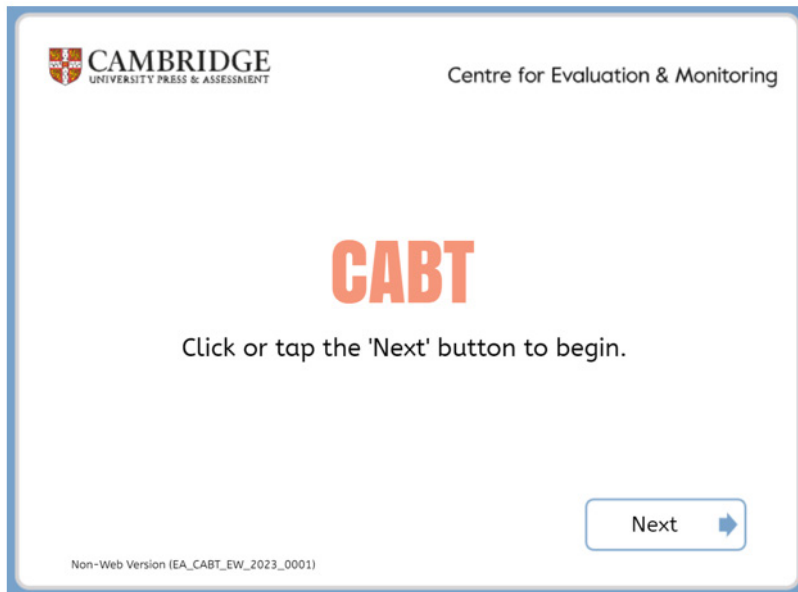 CAMBRIDGE
UNIVERSITY PRESS & ASSESSMENT
Centre for Evaluation & Monitoring
CABT
Click or tap the 'Next' button to begin.
Next
Non-Web Version (EA_CABT_EW_2023_0001)